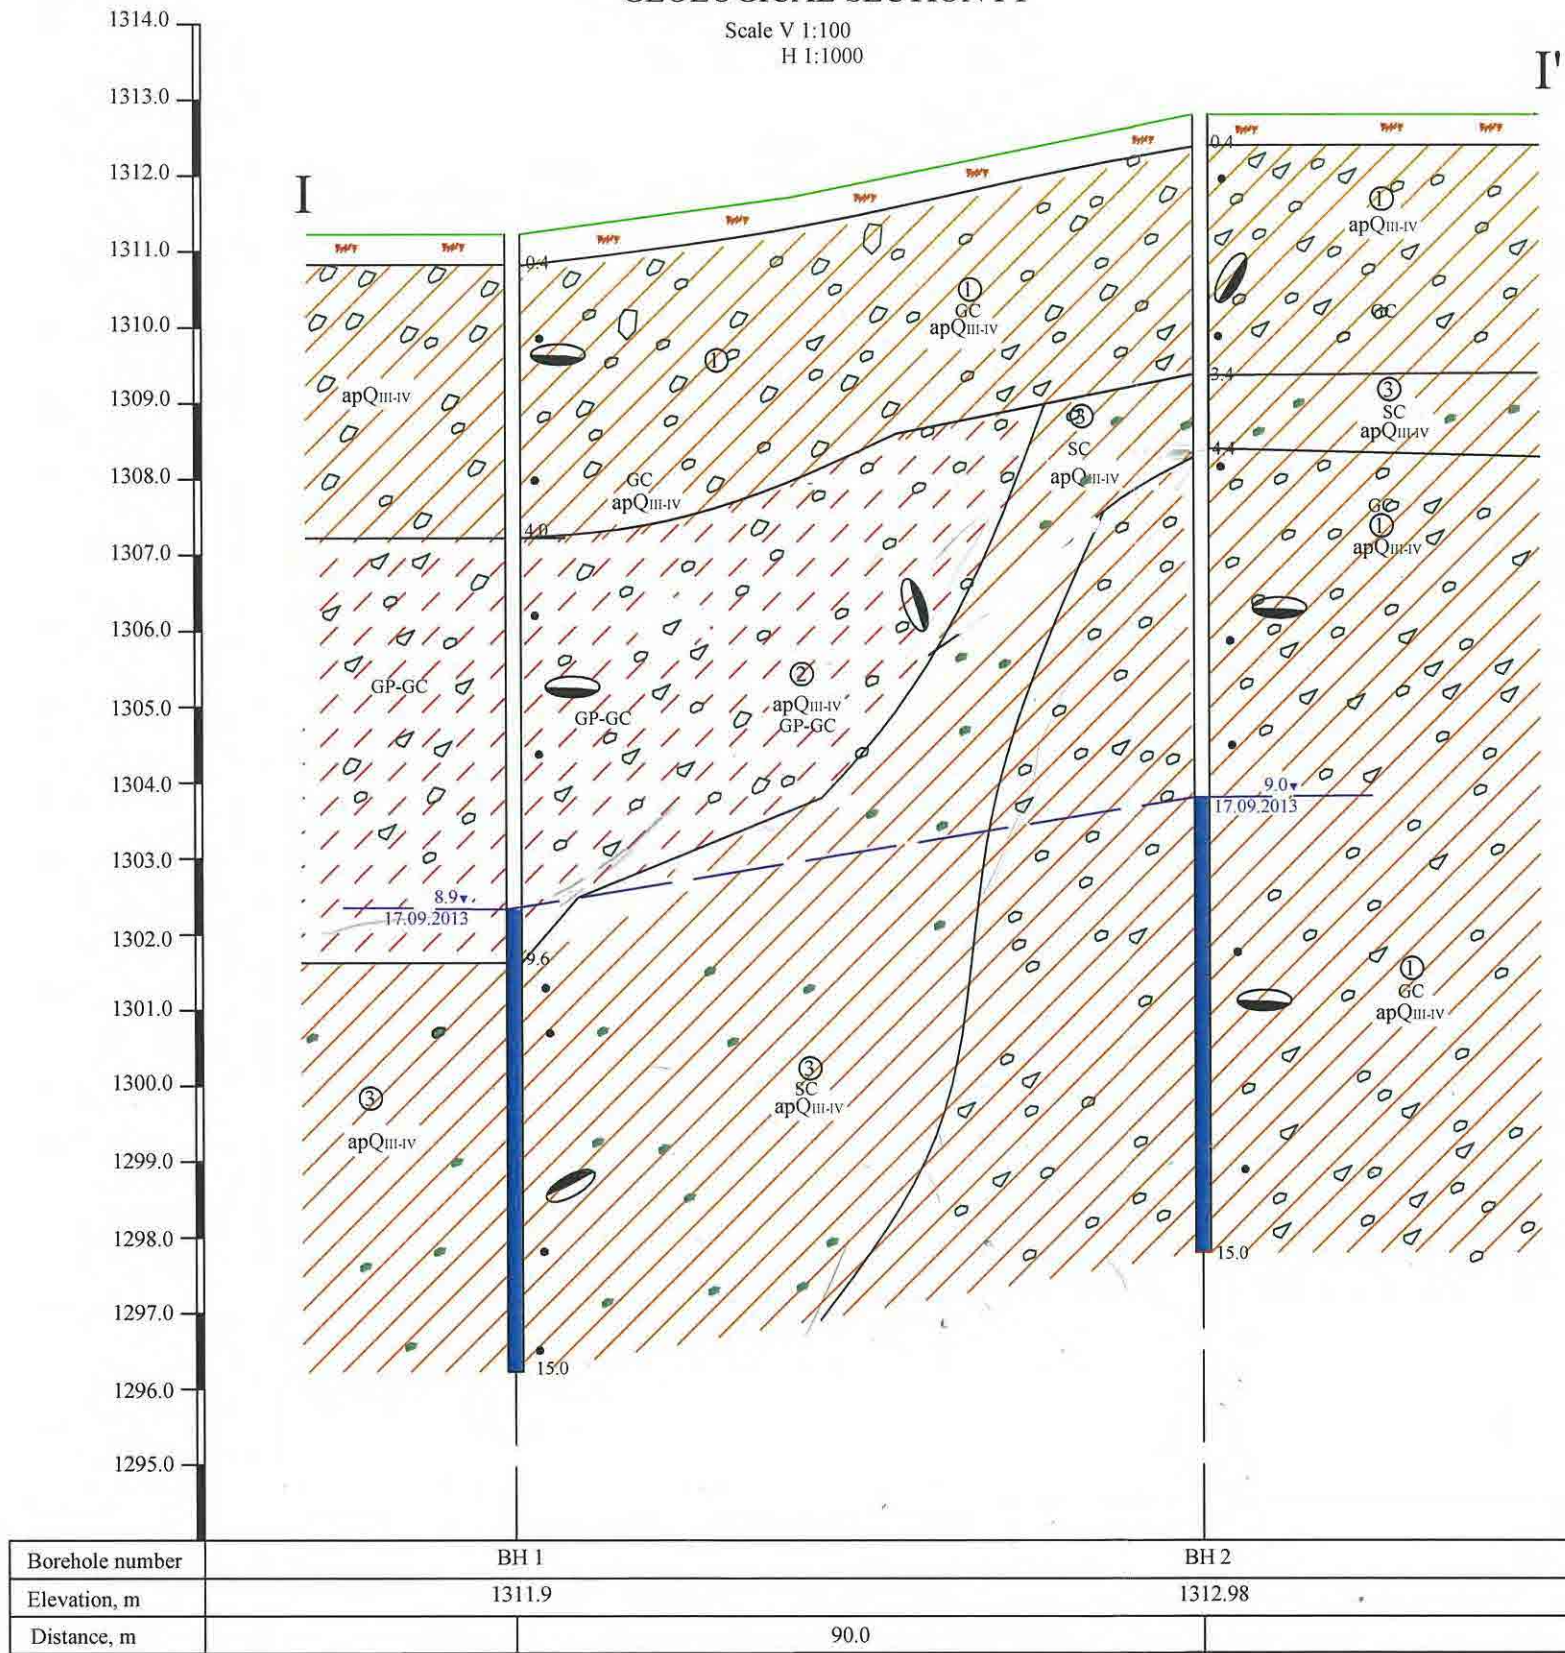 Scale V 1:100
H 1:1000
I
I'
1314.0
1313.0
1312.0
1311.0
1310.0
1309.0
1308.0
1307.0
1306.0
1305.0
1304.0
1303.0
1302.0
1301.0
1300.0
1299.0
1298.0
1297.0
1296.0
1295.0
apQIII-IV
GP-GC
8.9
17.09.2013
3
apQIII-IV
0.4
4.0
9.6
15.0
1
GC
apQIII-IV
1
GC
apQIII-IV
GP-GC
2
apQIII-IV
GP-GC
3
SC
apQIII-IV
3
SC
apQIII-IV
0.4
3.4
4.4
9.0
17.09.2013
15.0
1
apQIII-IV
GC
3
SC
apQIII-IV
GC
1
apQIII-IV
1
GC
apQIII-IV
Borehole number BH 1 BH 2
Elevation, m 1311.9 1312.98
Distance, m 90.0